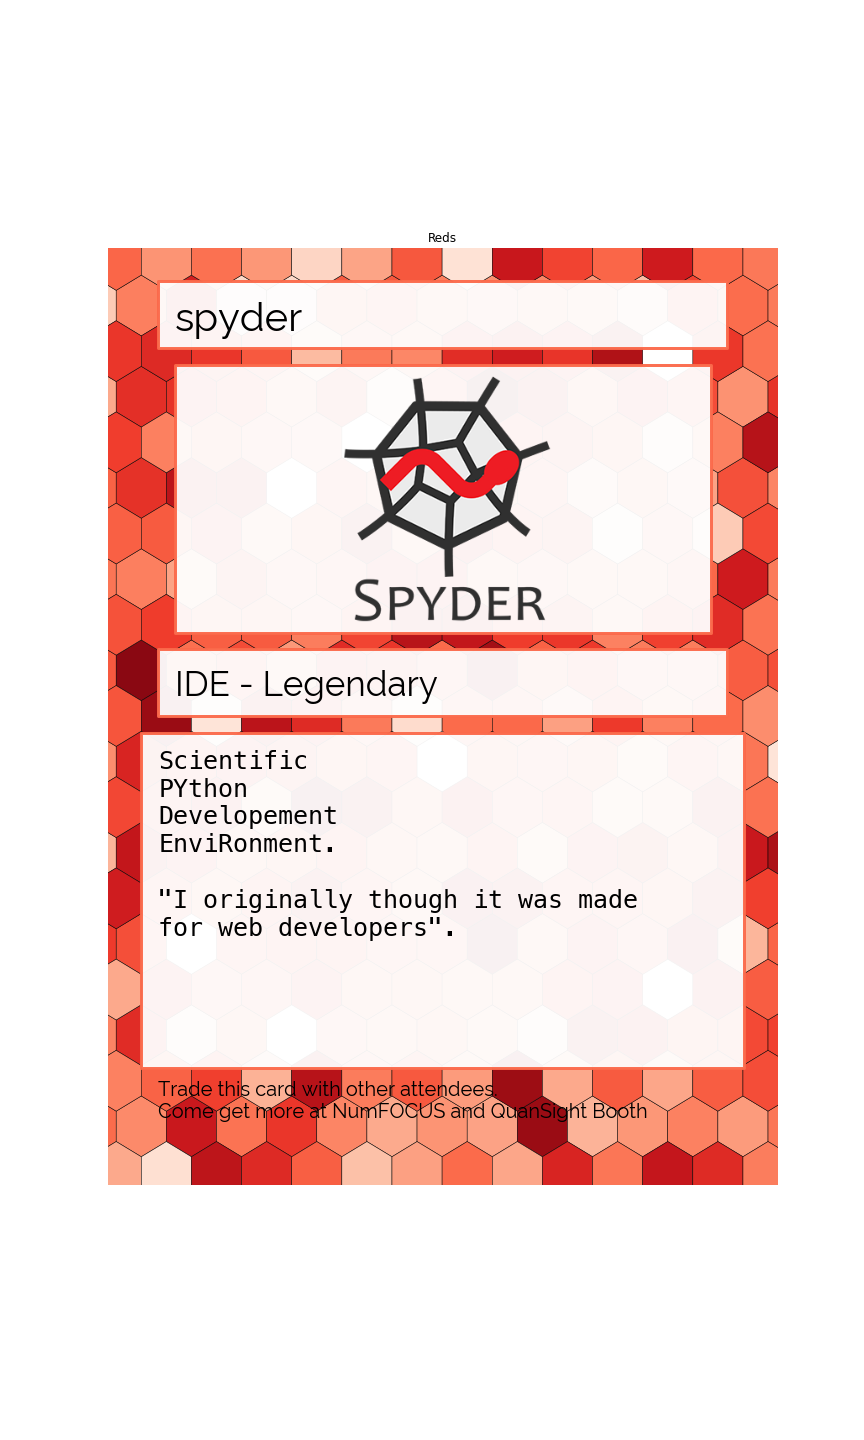 Reds
spyder
SPYDER
IDE - Legendary
Scientific
PYthon
Developement
EnviRonment.
"I originally though it was made
for web developers".
Trade this card with other attendees.
Come get more at NumFOCUS and QuanSight Booth